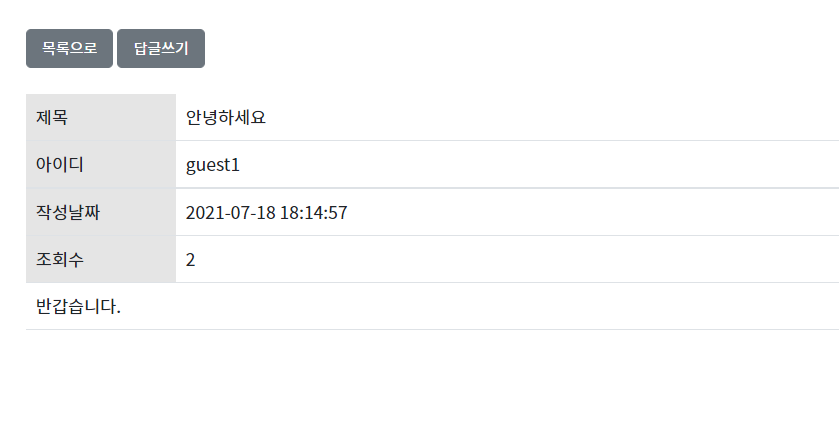 목록으로 답글쓰기
제목 안녕하세요
아이디 guest1
작성날짜 2021-07-18 18:14:57
조회수 2
반갑습니다.